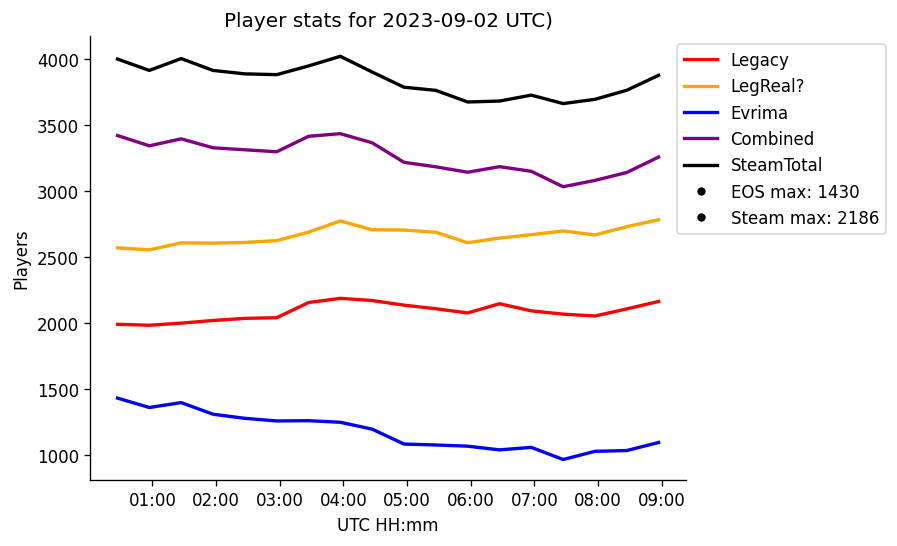 Player stats for 2023-09-02 UTC)
Players
4000
3500
3000
2500
2000
1500
1000
01:00 02:00 03:00 04:00 05:00 06:00 07:00 08:00 09:00
UTC HH:mm
Legacy
LegReal?
Evrima
Combined
SteamTotal
EOS max: 1430
Steam max: 2186